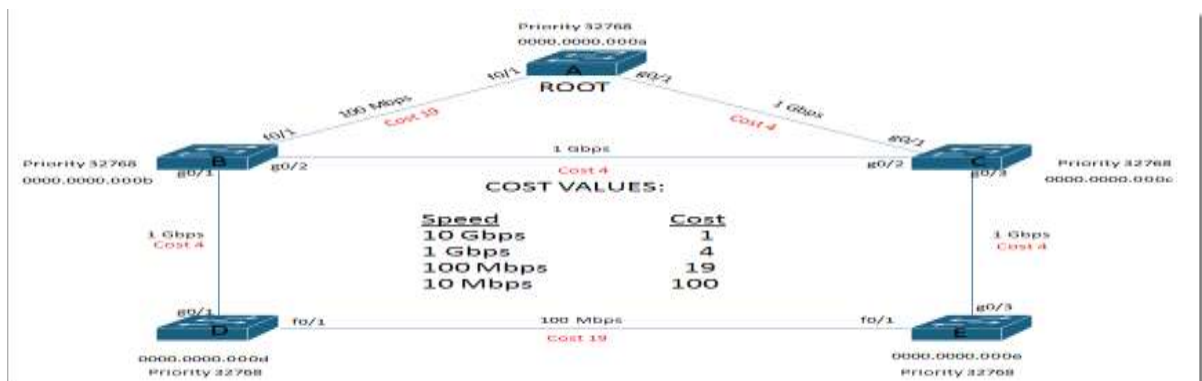 Priority 32768
0000.0000.000a
A
ROOT
f0/1
g0/1
100 Mbps
Cost 19
1 Gbps
Cost 4
f0/1
g0/1
Priority 32768
0000.0000.000b
B
g0/1
g0/2
1 Gbps
Cost 4
g0/2
C
g0/3
Priority 32768
0000.0000.000c
COST VALUES:
Speed Cost
10 Gbps 1
1 Gbps 4
100 Mbps 19
10 Mbps 100
1 Gbps
Cost 4
1 Gbps
Cost 4
g0/1
D
f0/1
100 Mbps
Cost 19
f0/1
g0/3
E
0000.0000.000d
Priority 32768
0000.0000.000e
Priority 32768